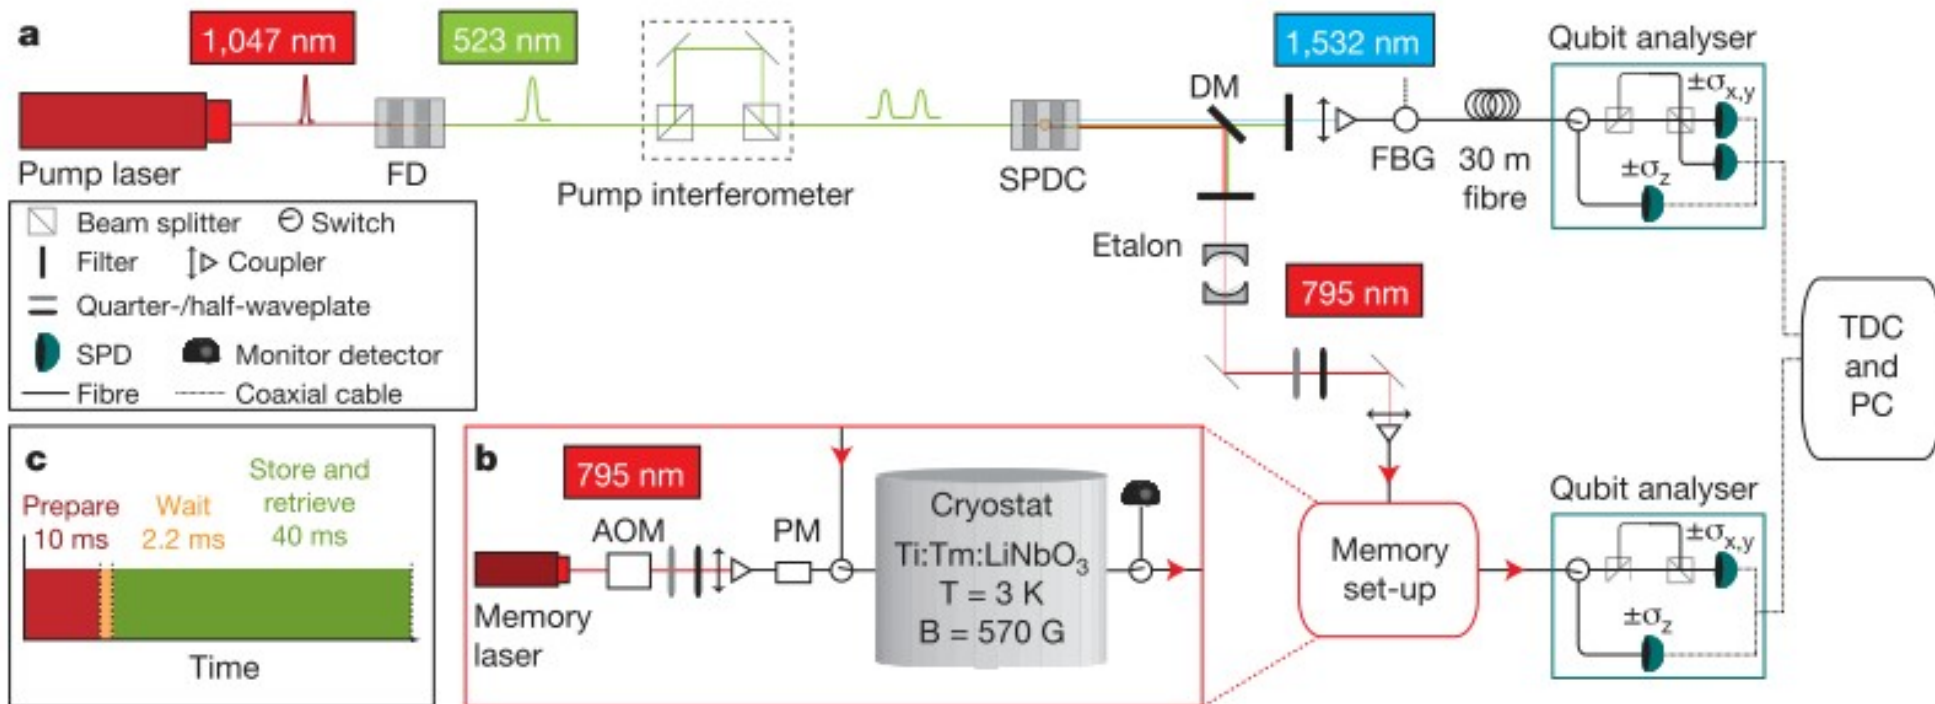 a
1,047 nm
523 nm
1,532 nm
Qubit analyser
DM
±σx,y
Pump laser
FD
Pump interferometer
SPDC
FBG
30 m
fibre
±σz
Beam splitter
Switch
Filter
Coupler
Quarter-/half-waveplate
SPD
Monitor detector
Fibre
Coaxial cable
Etalon
795 nm
TDC
and
PC
c
Prepare
10 ms
Wait
2.2 ms
Store and
retrieve
40 ms
Time
b
795 nm
AOM
PM
Memory
laser
Cryostat
Ti:Tm:LiNbO₃
T = 3 K
B = 570 G
Memory
set-up
Qubit analyser
±σx,y
±σz